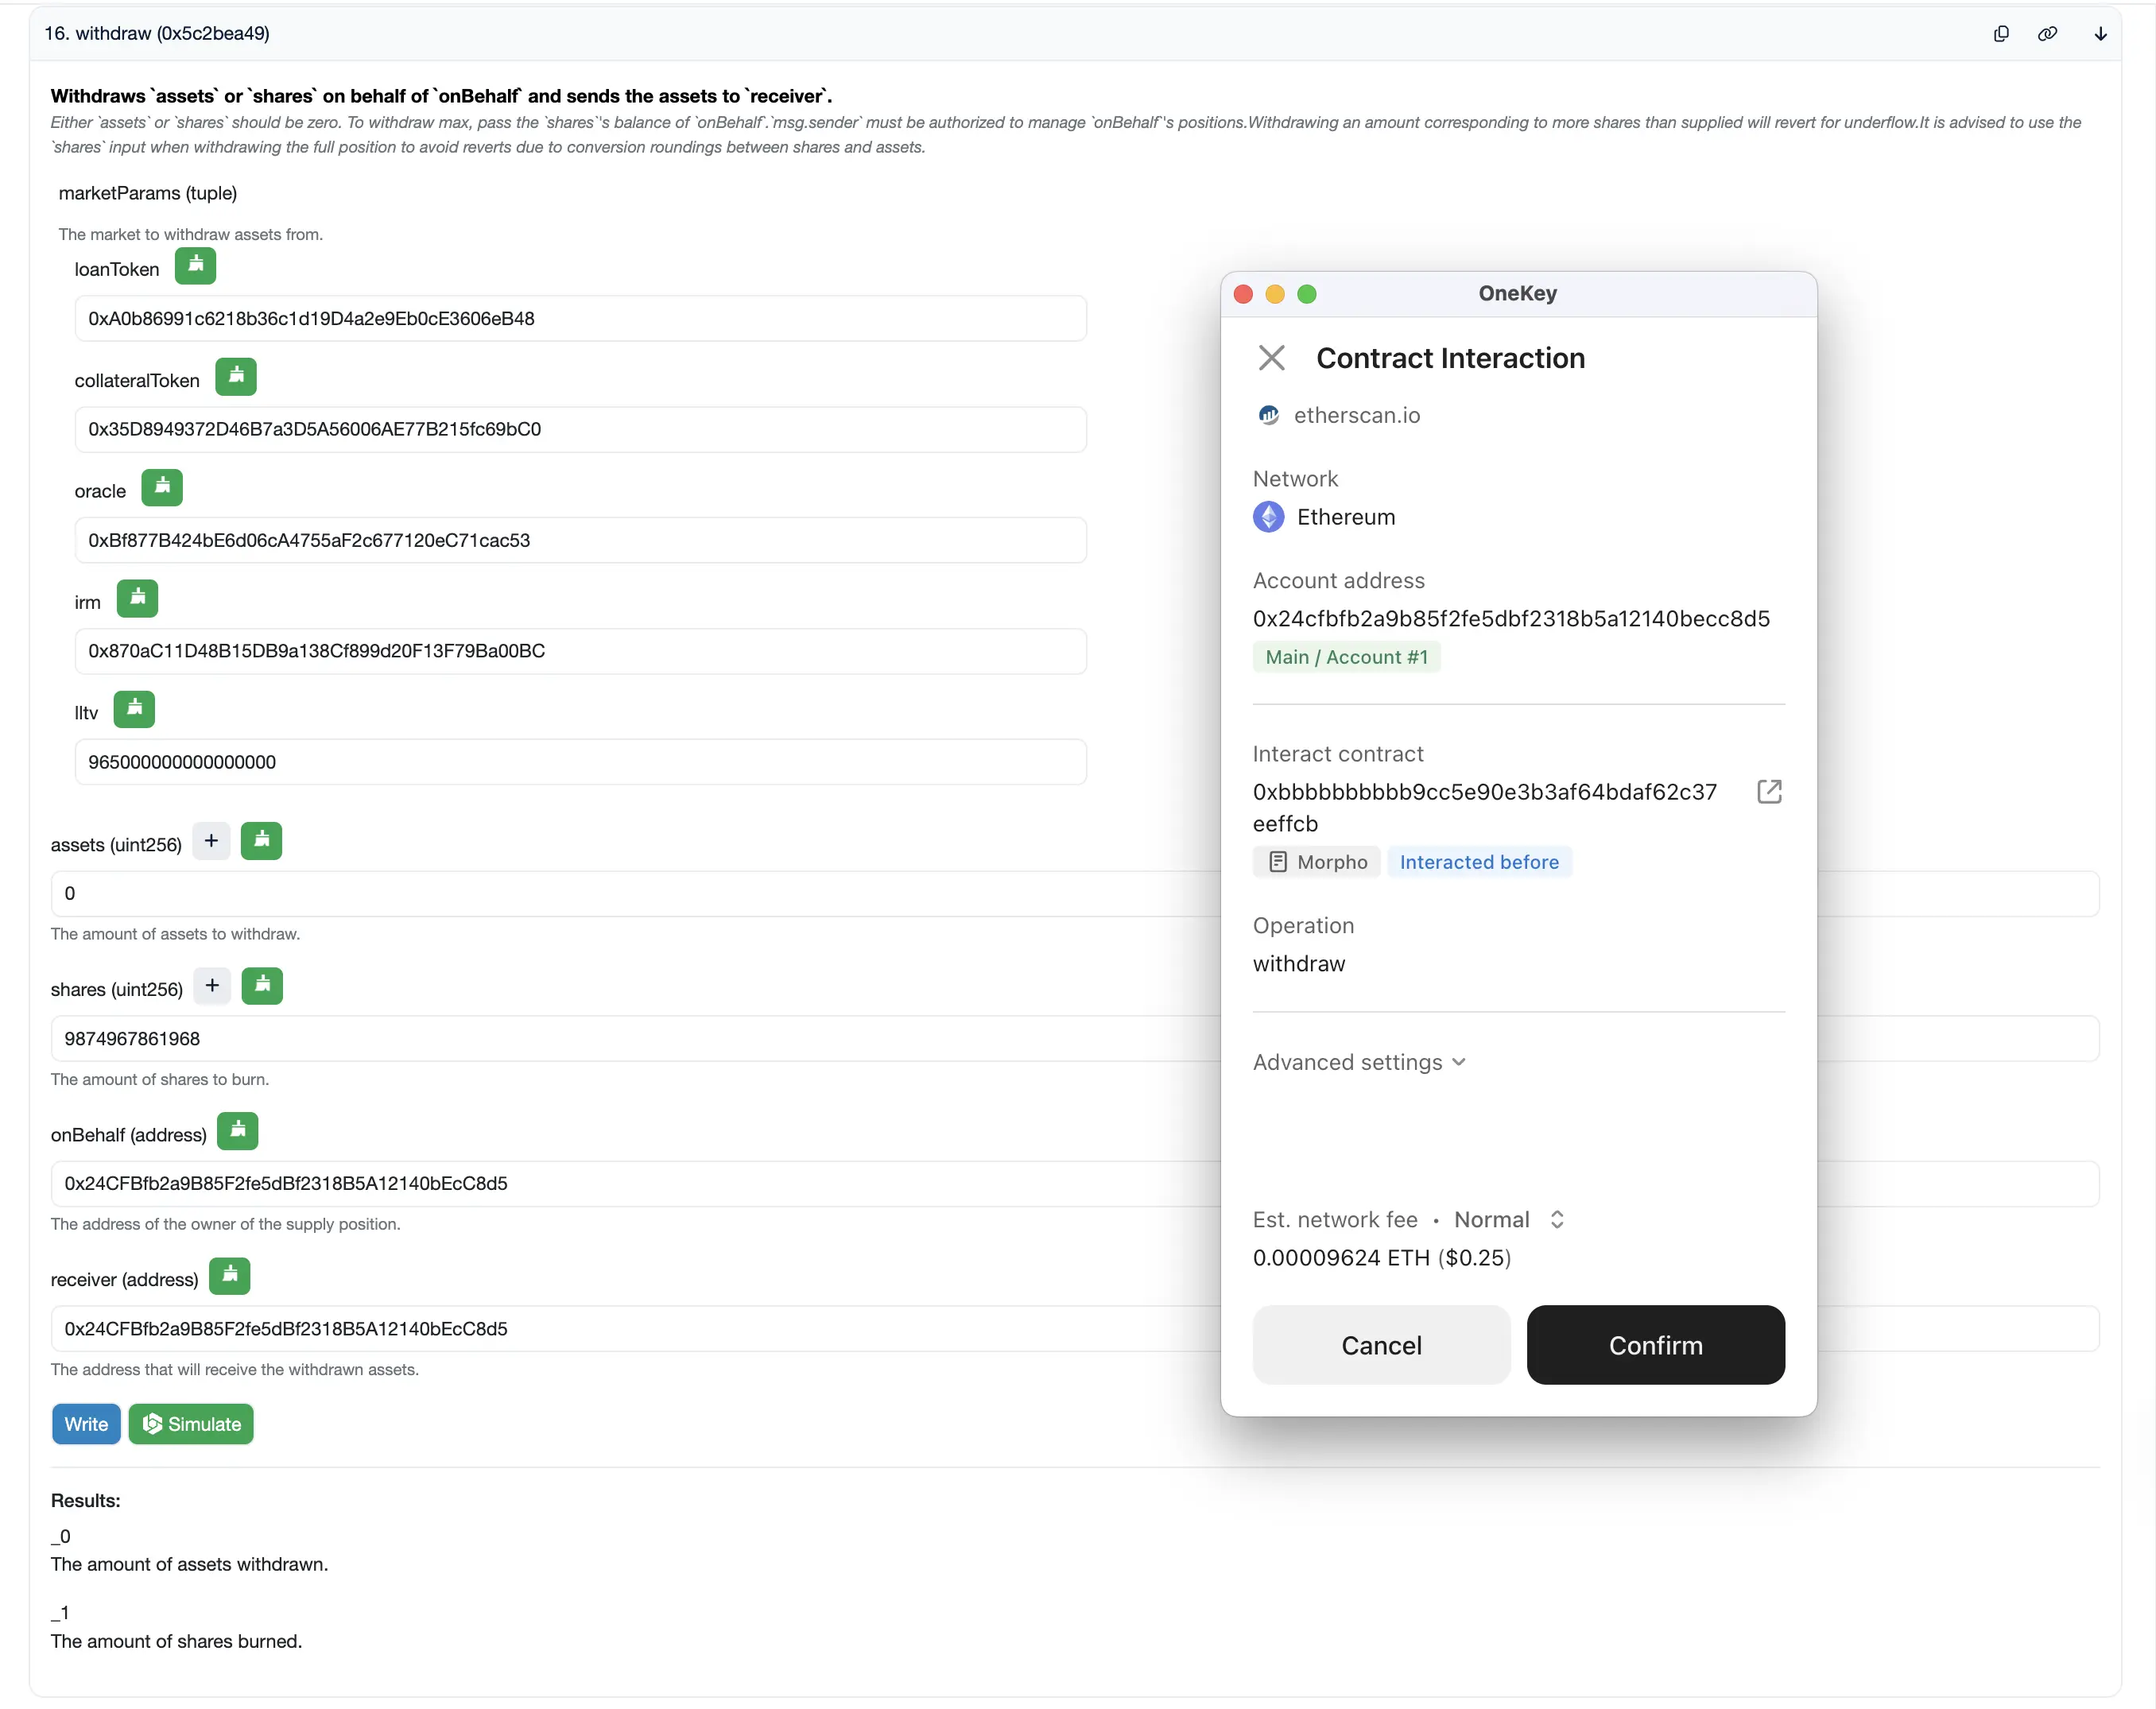 16. withdraw (0x5c2bea49)
Withdraws `assets` or `shares` on behalf of `onBehalf` and sends the assets to `receiver`.
Either `assets` or `shares` should be zero. To withdraw max, pass the `shares`'s balance of `onBehalf`.`msg.sender` must be authorized to manage `onBehalf`'s positions.Withdrawing an amount corresponding to more shares than supplied will revert for underflow.It is advised to use the
`shares` input when withdrawing the full position to avoid reverts due to conversion roundings between shares and assets.
marketParams (tuple)
The market to withdraw assets from.
loanToken
0xA0b86991c6218b36c1d19D4a2e9Eb0cE3606eB48
collateralToken
0x35D8949372D46B7a3D5A56006AE77B215fc69bC0
oracle
0xBf877B424bE6d06cA4755aF2c677120eC71cac53
irm
0x870aC11D48B15DB9a138Cf899d20F13F79Ba00BC
lltv
965000000000000000
assets (uint256)
+
0
The amount of assets to withdraw.
shares (uint256)
+
9874967861968
The amount of shares to burn.
onBehalf (address)
0x24CFBfb2a9B85F2fe5dBf2318B5A12140bEcC8d5
The address of the owner of the supply position.
receiver (address)
0x24CFBfb2a9B85F2fe5dBf2318B5A12140bEcC8d5
The address that will receive the withdrawn assets.
Write
Simulate
Results:
_0
The amount of assets withdrawn.
_1
The amount of shares burned.
OneKey
Contract Interaction
etherscan.io
Network
Ethereum
Account address
0x24cfbfb2a9b85f2fe5dbf2318b5a12140becc8d5
Main / Account #1
Interact contract
0xbbbbbbbbbb9cc5e90e3b3af64bdaf62c37
eeffcb
Morpho
Interacted before
Operation
withdraw
Advanced settings
Est. network fee • Normal
0.00009624 ETH ($0.25)
Cancel
Confirm